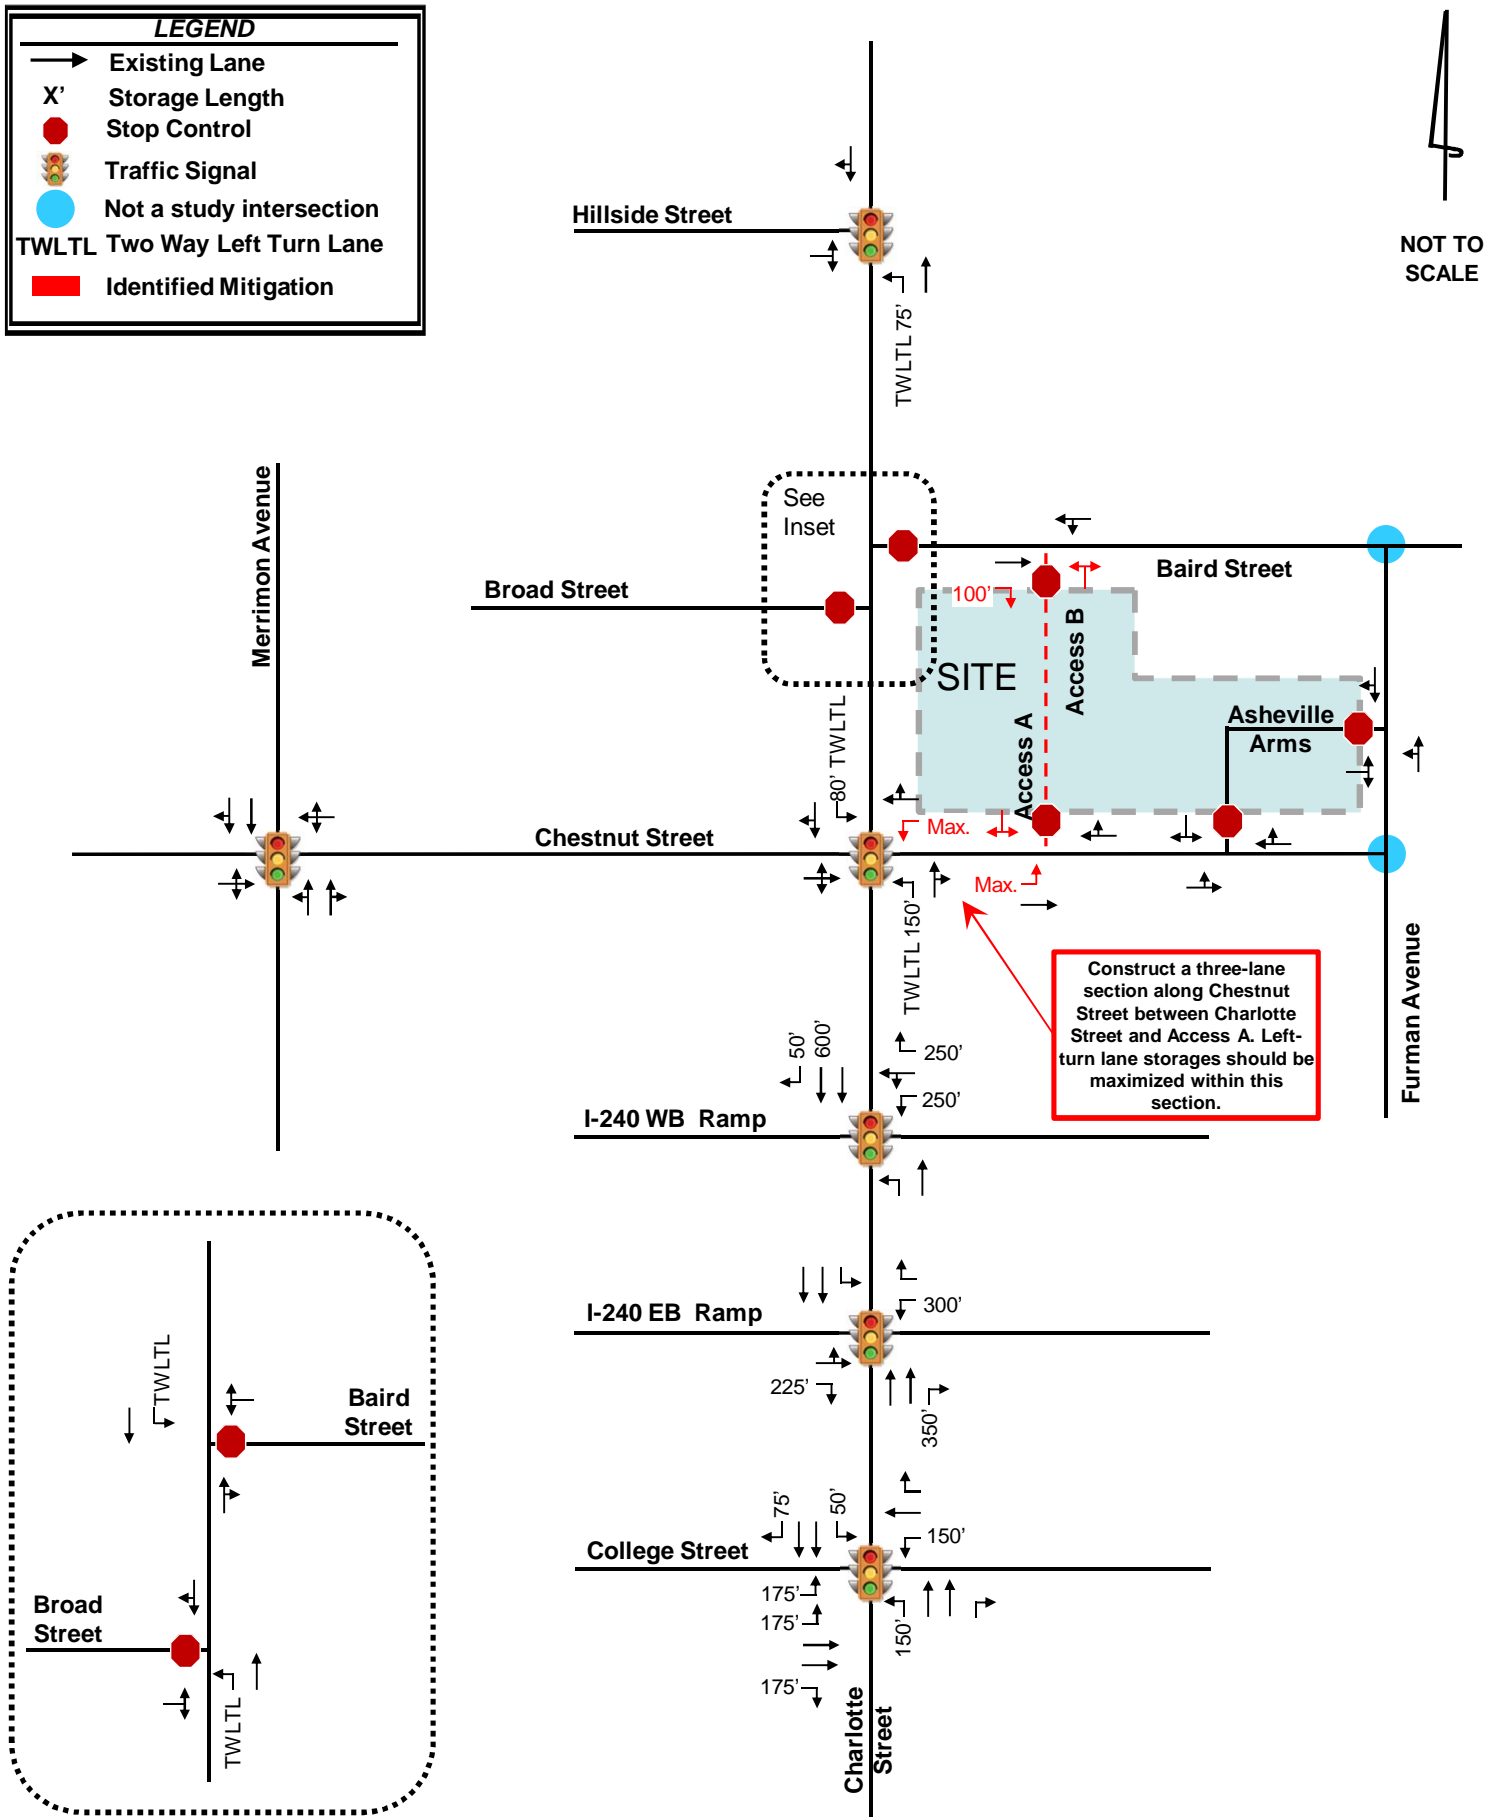 LEGEND
Existing Lane
X’ Storage Length
Stop Control
Traffic Signal
Not a study intersection
TWLTL Two Way Left Turn Lane
Identified Mitigation
NOT TO
SCALE
Hillside Street
TWLTL 75’
Merrimon Avenue
See
Inset
Broad Street
Baird Street
100’
SITE
Access B
Access A
Asheville
Arms
80’ TWLTL
Chestnut Street
Max.
Max.
TWLTL 150’
Construct a three-lane
section along Chestnut
Street between Charlotte
Street and Access A. Left-
turn lane storages should be
maximized within this
section.
Furman Avenue
50’
600’
250’
250’
I-240 WB Ramp
I-240 EB Ramp
300’
225’
350’
75’
50’
150’
College Street
175’
175’
175’
150’
Charlotte
Street
TWLTL
Baird
Street
Broad
Street
TWLTL